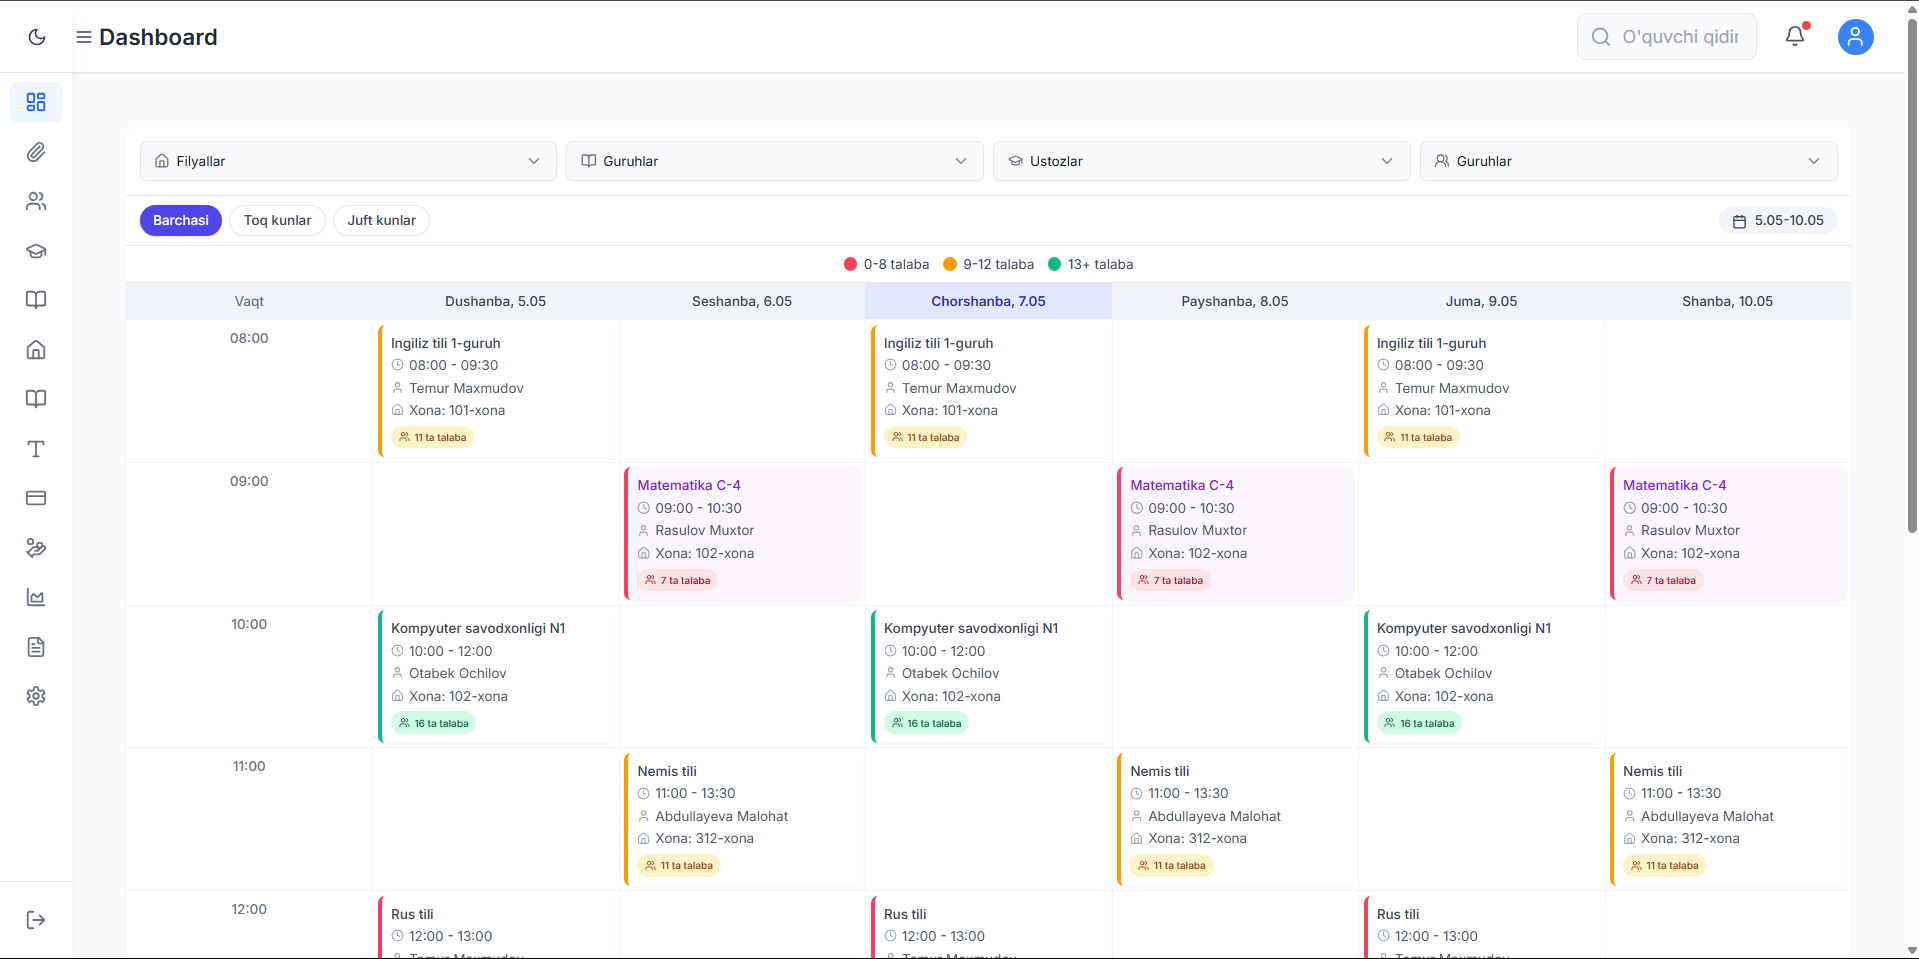 Dashboard
O'quvchi qidir
Filyallar
Guruhlar
Ustozlar
Guruhlar
Barchasi
Toq kunlar
Juft kunlar
5.05-10.05
0-8 talaba
9-12 talaba
13+ talaba
Vaqt
Dushanba, 5.05
Seshanba, 6.05
Chorshanba, 7.05
Payshanba, 8.05
Juma, 9.05
Shanba, 10.05
08:00
Ingiliz tili 1-guruh
08:00 - 09:30
Temur Maxmudov
Xona: 101-xona
11 ta talaba
Ingiliz tili 1-guruh
08:00 - 09:30
Temur Maxmudov
Xona: 101-xona
11 ta talaba
Ingiliz tili 1-guruh
08:00 - 09:30
Temur Maxmudov
Xona: 101-xona
11 ta talaba
09:00
Matematika C-4
09:00 - 10:30
Rasulov Muxtor
Xona: 102-xona
7 ta talaba
Matematika C-4
09:00 - 10:30
Rasulov Muxtor
Xona: 102-xona
7 ta talaba
Matematika C-4
09:00 - 10:30
Rasulov Muxtor
Xona: 102-xona
7 ta talaba
10:00
Kompyuter savodxonligi N1
10:00 - 12:00
Otabek Ochilov
Xona: 102-xona
16 ta talaba
Kompyuter savodxonligi N1
10:00 - 12:00
Otabek Ochilov
Xona: 102-xona
16 ta talaba
Kompyuter savodxonligi N1
10:00 - 12:00
Otabek Ochilov
Xona: 102-xona
16 ta talaba
11:00
Nemis tili
11:00 - 13:30
Abdullayeva Malohat
Xona: 312-xona
11 ta talaba
Nemis tili
11:00 - 13:30
Abdullayeva Malohat
Xona: 312-xona
11 ta talaba
Nemis tili
11:00 - 13:30
Abdullayeva Malohat
Xona: 312-xona
11 ta talaba
12:00
Rus tili
12:00 - 13:00
Temur Maxmudov
Rus tili
12:00 - 13:00
Temur Maxmudov
Rus tili
12:00 - 13:00
Temur Maxmudov